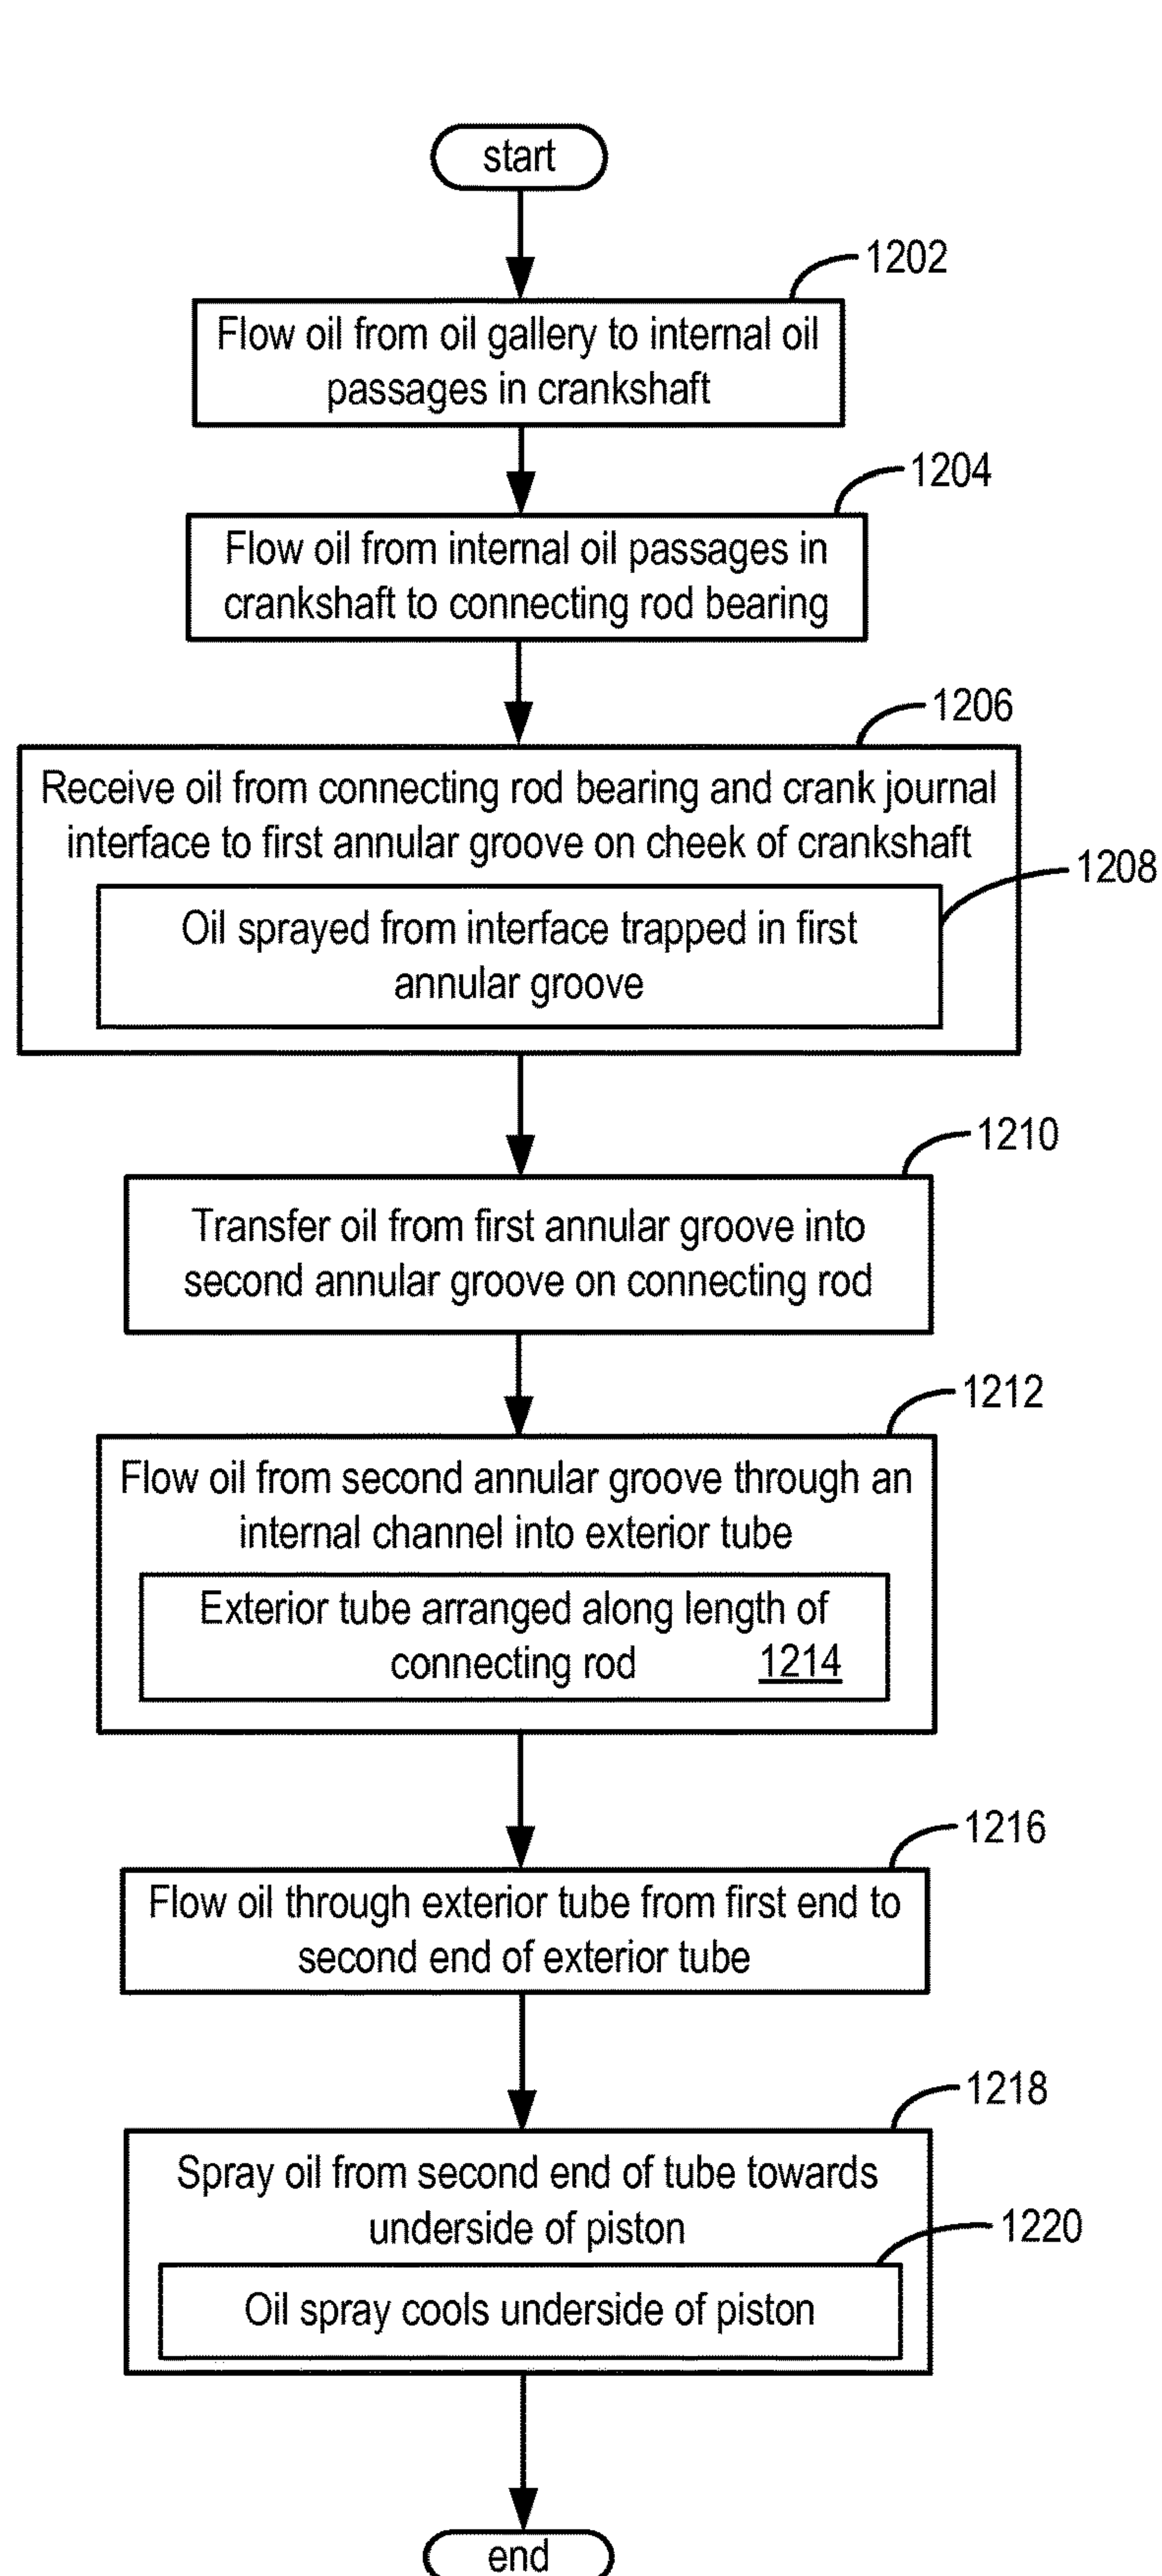 start
1202
Flow oil from oil gallery to internal oil
passages in crankshaft
1204
Flow oil from internal oil passages in
crankshaft to connecting rod bearing
1206
Receive oil from connecting rod bearing and crank journal
interface to first annular groove on cheek of crankshaft
1208
Oil sprayed from interface trapped in first
annular groove
1210
Transfer oil from first annular groove into
second annular groove on connecting rod
1212
Flow oil from second annular groove through an
internal channel into exterior tube
Exterior tube arranged along length of
connecting rod 1214
1216
Flow oil through exterior tube from first end to
second end of exterior tube
1218
Spray oil from second end of tube towards
underside of piston
1220
Oil spray cools underside of piston
end